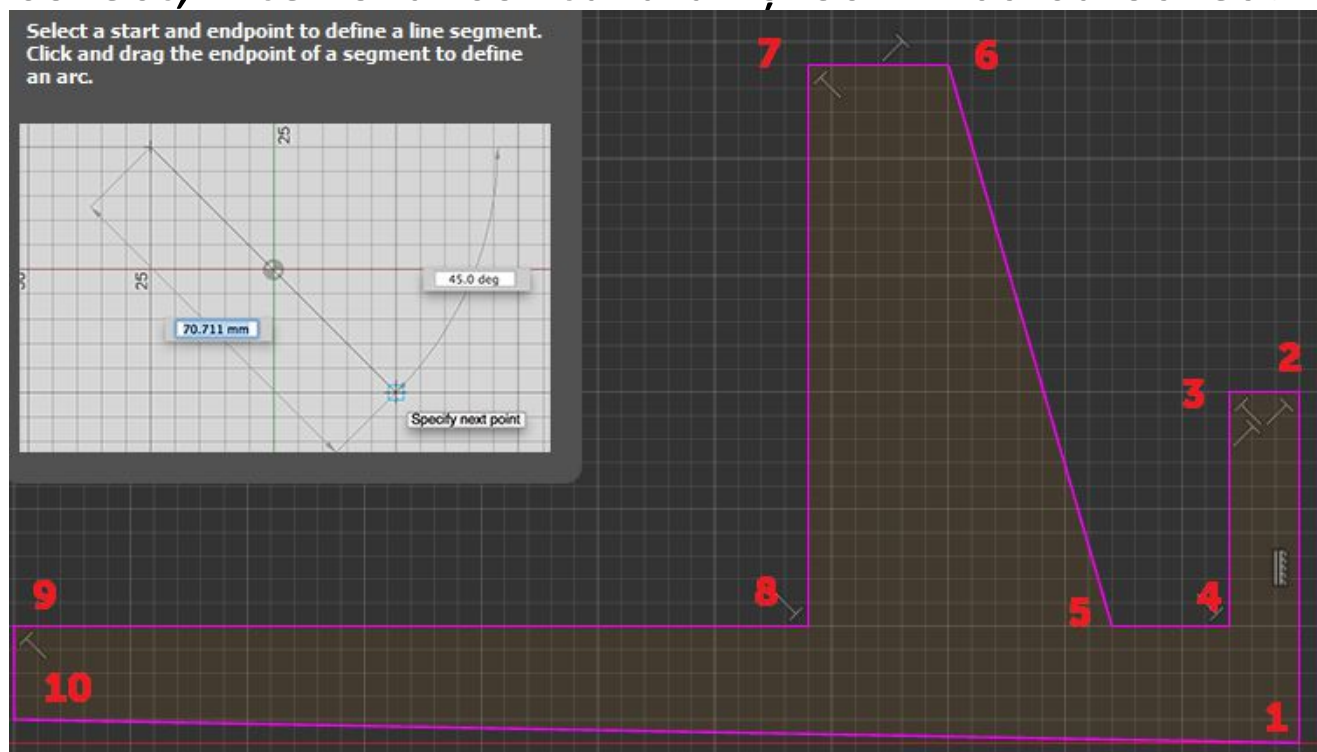 Select a start and endpoint to define a line segment.
Click and drag the endpoint of a segment to define
an arc.
25
25
45.0 deg
70.711 mm
Specify next point
7
6
2
3
9
8
5
4
10
1